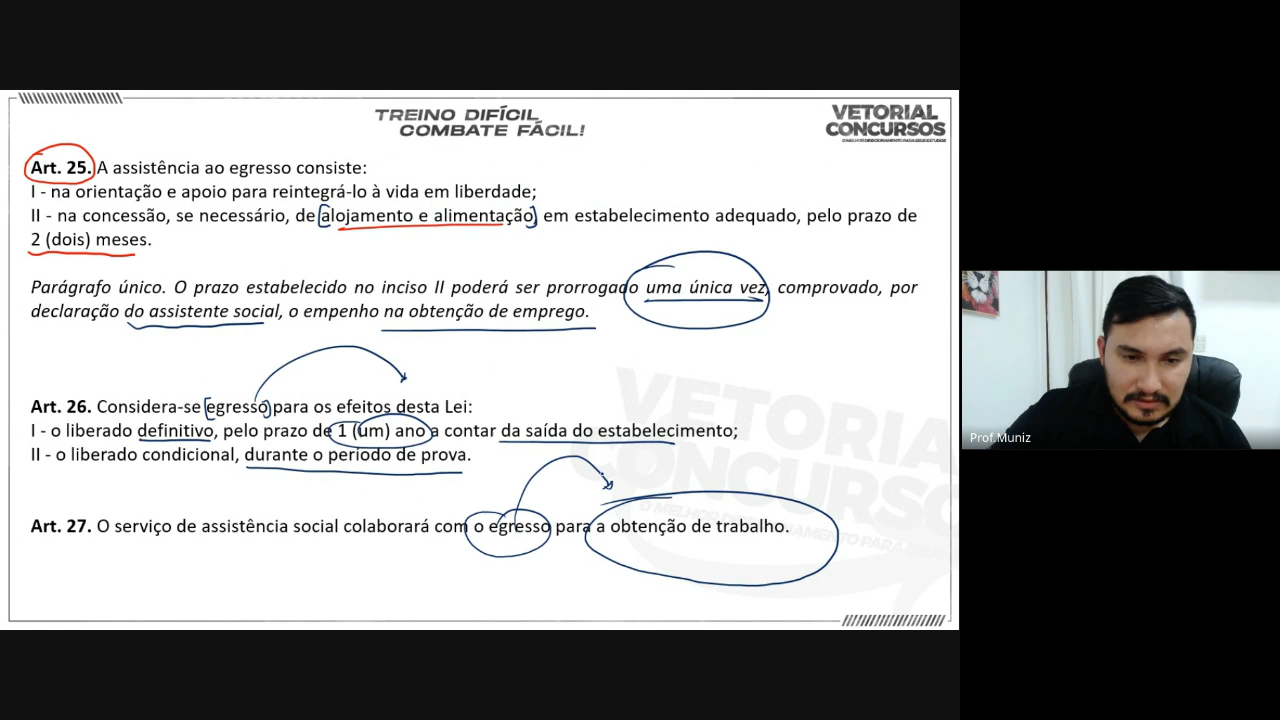 TREINO DIFÍCIL
COMBATE FÁCIL!
VETORIAL
CONCURSOS
Art. 25. A assistência ao egresso consiste:
I - na orientação e apoio para reintegrá-lo à vida em liberdade;
II - na concessão, se necessário, de alojamento e alimentação, em estabelecimento adequado, pelo prazo de
2 (dois) meses.
Parágrafo único. O prazo estabelecido no inciso II poderá ser prorrogado uma única vez, comprovado, por
declaração do assistente social, o empenho na obtenção de emprego.
Art. 26. Considera-se egresso para os efeitos desta Lei:
I - o liberado definitivo, pelo prazo de 1 (um) ano a contar da saída do estabelecimento;
II - o liberado condicional, durante o período de prova.
Art. 27. O serviço de assistência social colaborará com o egresso para a obtenção de trabalho.
VETORIAL
CONCURSOS
Prof.Muniz